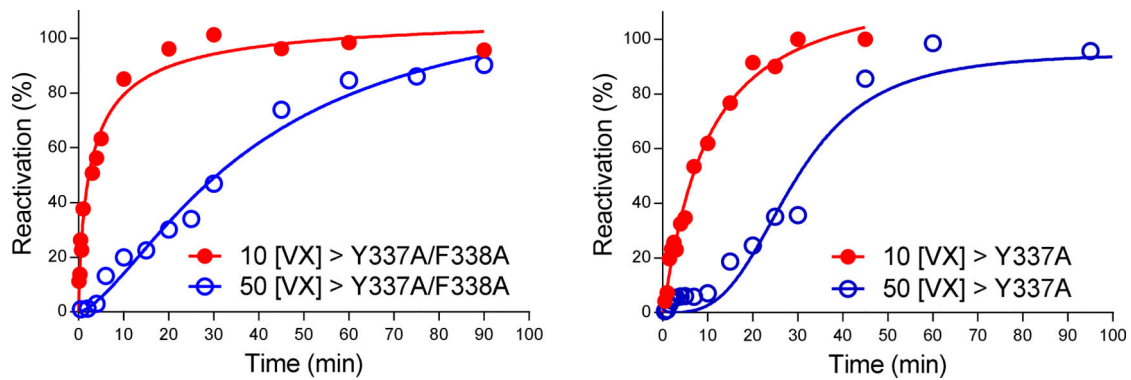 Reactivation (%)
100
80
60
40
20
0
10 [VX] > Y337A/F338A
50 [VX] > Y337A/F338A
0 10 20 30 40 50 60 70 80 90 100
Time (min)
Reactivation (%)
100
80
60
40
20
0
10 [VX] > Y337A
50 [VX] > Y337A
0 10 20 30 40 50 60 70 80 90 100
Time (min)